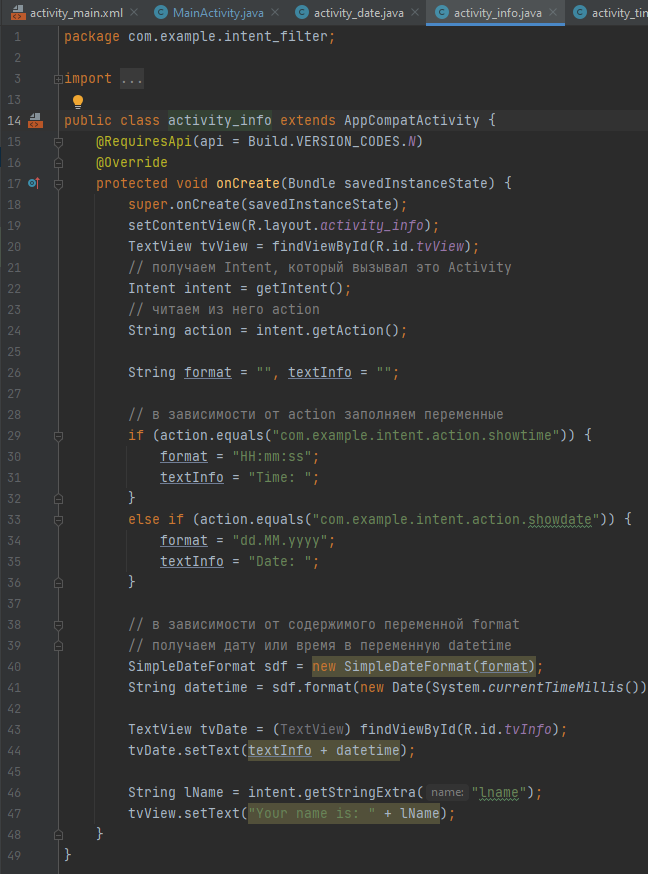 activity_main.xml MainActivity.java activity_date.java activity_info.java activity_tin
1 package com.example.intent_filter;
2
3 import ...
13
14 public class activity_info extends AppCompatActivity {
15 @RequiresApi(api = Build.VERSION_CODES.N)
16 @Override
17 protected void onCreate(Bundle savedInstanceState) {
18 super.onCreate(savedInstanceState);
19 setContentView(R.layout.activity_info);
20 TextView tvView = findViewById(R.id.tvView);
21 // получаем Intent, который вызывал это Activity
22 Intent intent = getIntent();
23 // читаем из него action
24 String action = intent.getAction();
25
26 String format = "", textInfo = "";
27
28 // в зависимости от action заполняем переменные
29 if (action.equals("com.example.intent.action.showtime")) {
30 format = "HH:mm:ss";
31 textInfo = "Time: ";
32 }
33 else if (action.equals("com.example.intent.action.showdate")) {
34 format = "dd.MM.yyyy";
35 textInfo = "Date: ";
36 }
37
38 // в зависимости от содержимого переменной format
39 // получаем дату или время в переменную datetime
40 SimpleDateFormat sdf = new SimpleDateFormat(format);
41 String datetime = sdf.format(new Date(System.currentTimeMillis())
42
43 TextView tvDate = (TextView) findViewById(R.id.tvInfo);
44 tvDate.setText(textInfo + datetime);
45
46 String lName = intent.getStringExtra( name: "lname");
47 tvView.setText("Your name is: " + lName);
48 }
49 }